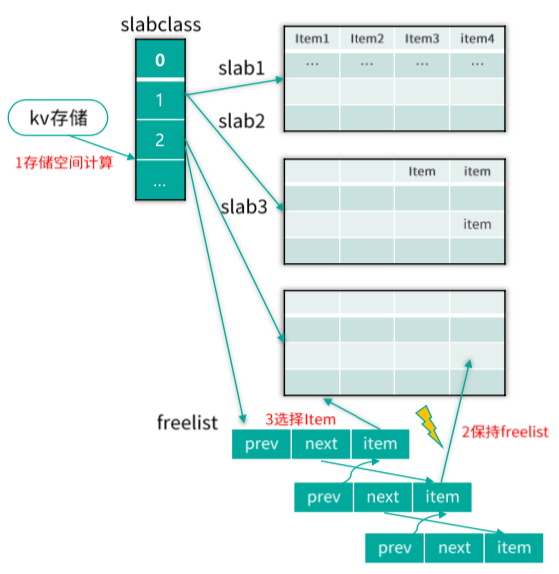 slabclass
0
1
2
...
kv存储
1存储空间计算
slab1
slab2
slab3
Item1 Item2 Item3 item4
... ... ... ...
Item item
item
freelist
3选择Item
2保持freelist
prev next item
prev next item
prev next item